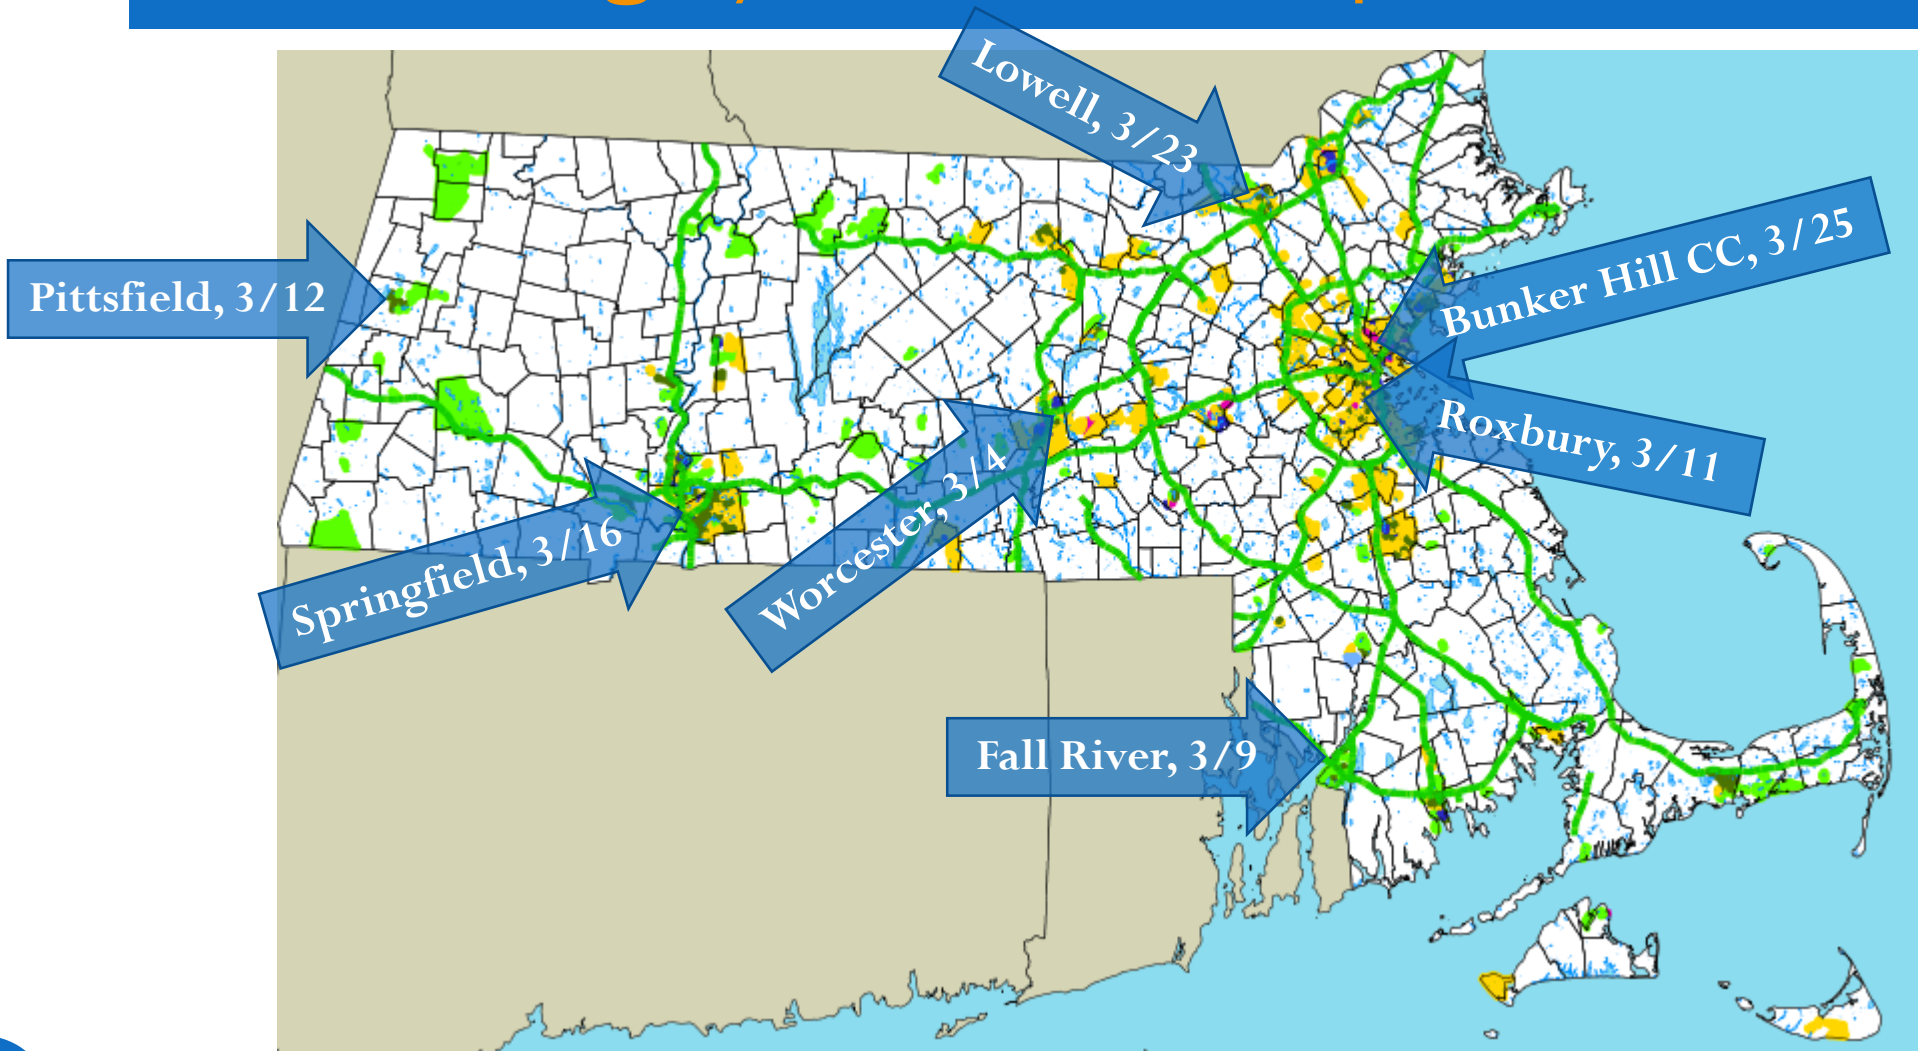 Lowell, 3/23
Bunker Hill CC, 3/25
Pittsfield, 3/12
Roxbury, 3/11
Worcester, 3/4
Springfield, 3/16
Fall River, 3/9